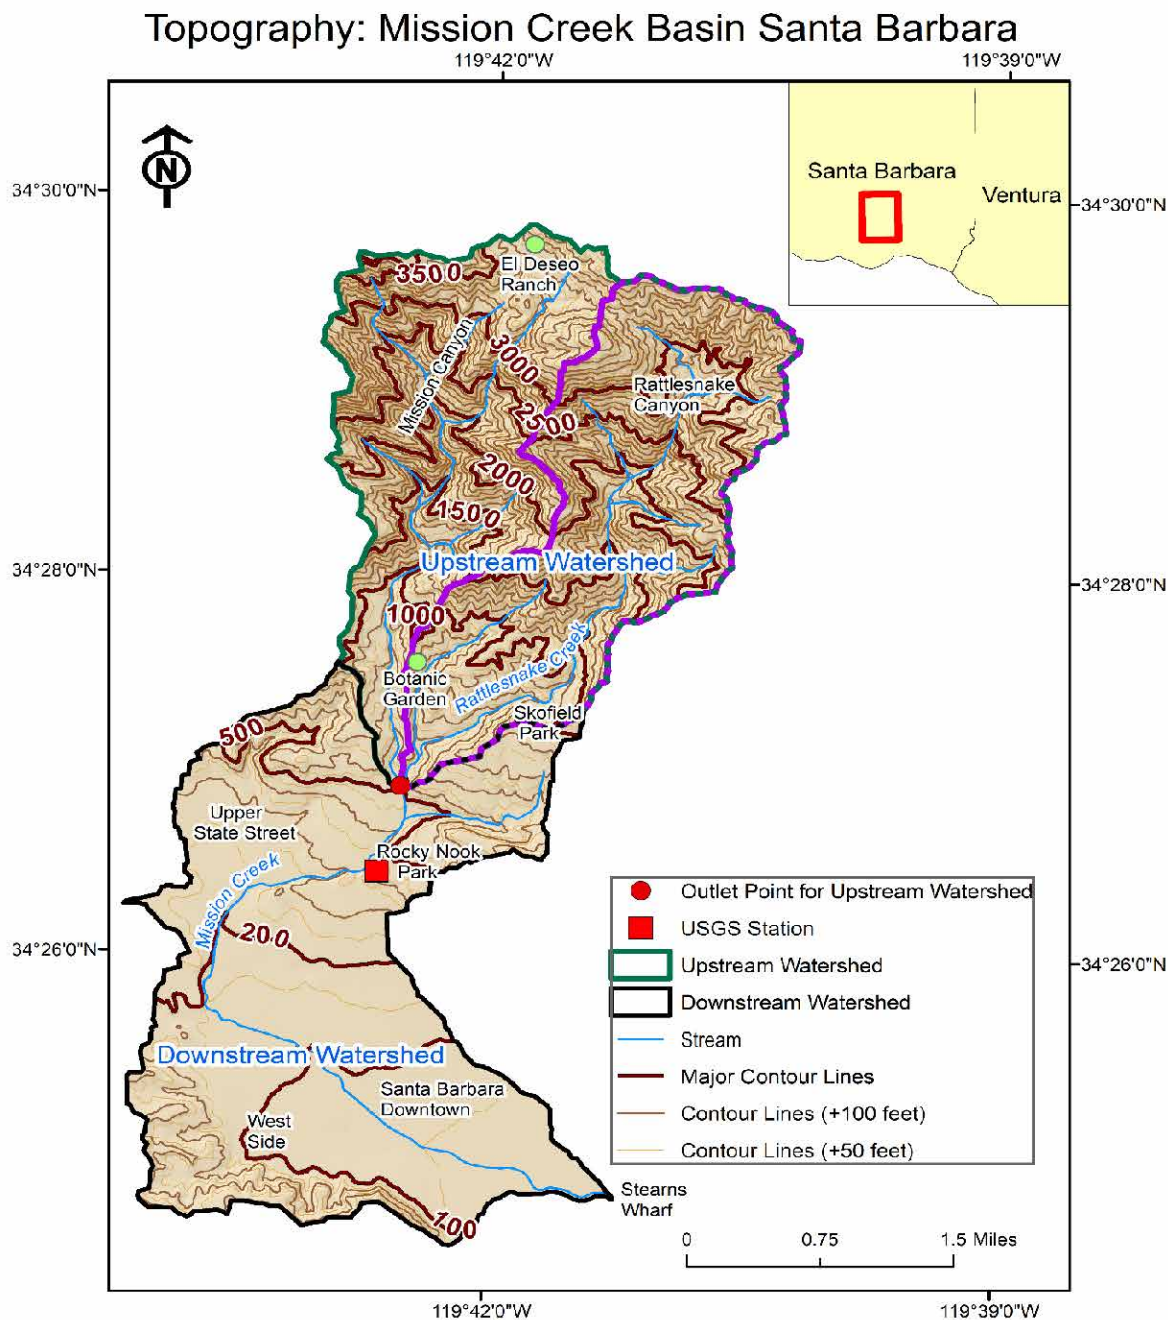 Topography: Mission Creek Basin Santa Barbara
119°42'0"W
119°39'0"W
N
Santa Barbara
Ventura
34°30'0"N
34°30'0"N
El Deseo
Ranch
3500
Mission Canyon
3000
Rattlesnake
Canyon
2500
2000
1500
34°28'0"N
Upstream Watershed
34°28'0"N
1000
Botanic
Garden
Rattlesnake Creek
Skofield
Park
500
Upper
State Street
Rocky Nook
Park
Mission Creek
200
34°26'0"N
34°26'0"N
Outlet Point for Upstream Watershed
USGS Station
Upstream Watershed
Downstream Watershed
Stream
Major Contour Lines
Contour Lines (+100 feet)
Contour Lines (+50 feet)
Downstream Watershed
Santa Barbara
Downtown
West
Side
Stearns
Wharf
100
0
0.75
1.5 Miles
119°42'0"W
119°39'0"W